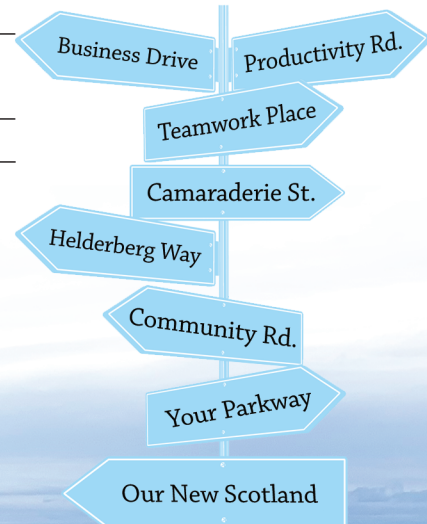 Business Drive
Productivity Rd.
Teamwork Place
Camaraderie St.
Helderberg Way
Community Rd.
Your Parkway
Our New Scotland